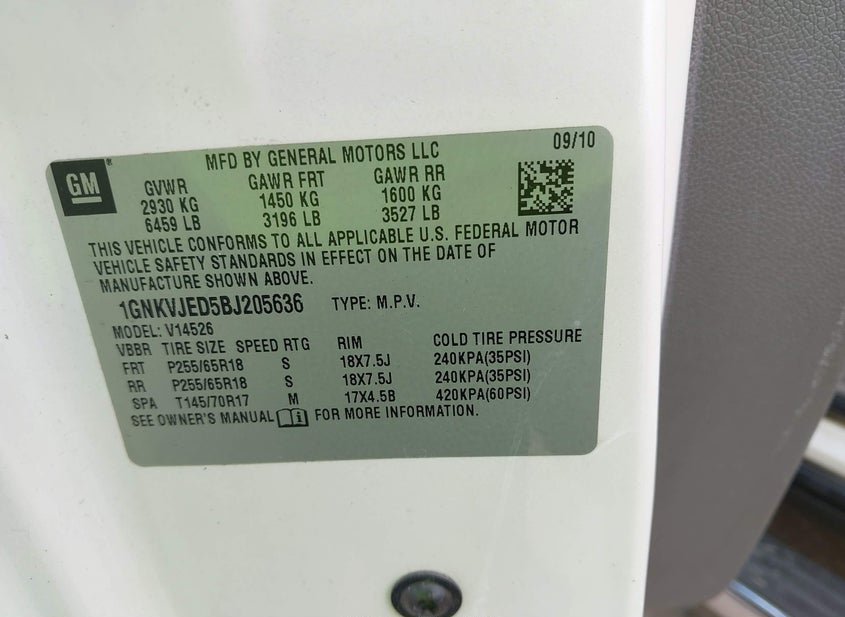 GM
MFD BY GENERAL MOTORS LLC 09/10
GVWR GAWR FRT GAWR RR
2930 KG 1450 KG 1600 KG
6459 LB 3196 LB 3527 LB
THIS VEHICLE CONFORMS TO ALL APPLICABLE U.S. FEDERAL MOTOR
VEHICLE SAFETY STANDARDS IN EFFECT ON THE DATE OF
MANUFACTURE SHOWN ABOVE.
1GNKVJED5BJ205636 TYPE: M.P.V.
MODEL: V14526
VBBR TIRE SIZE SPEED RTG RIM COLD TIRE PRESSURE
FRT P255/65R18 S 18X7.5J 240KPA(35PSI)
RR P255/65R18 S 18X7.5J 240KPA(35PSI)
SPA T145/70R17 M 17X4.5B 420KPA(60PSI)
SEE OWNER'S MANUAL FOR MORE INFORMATION.